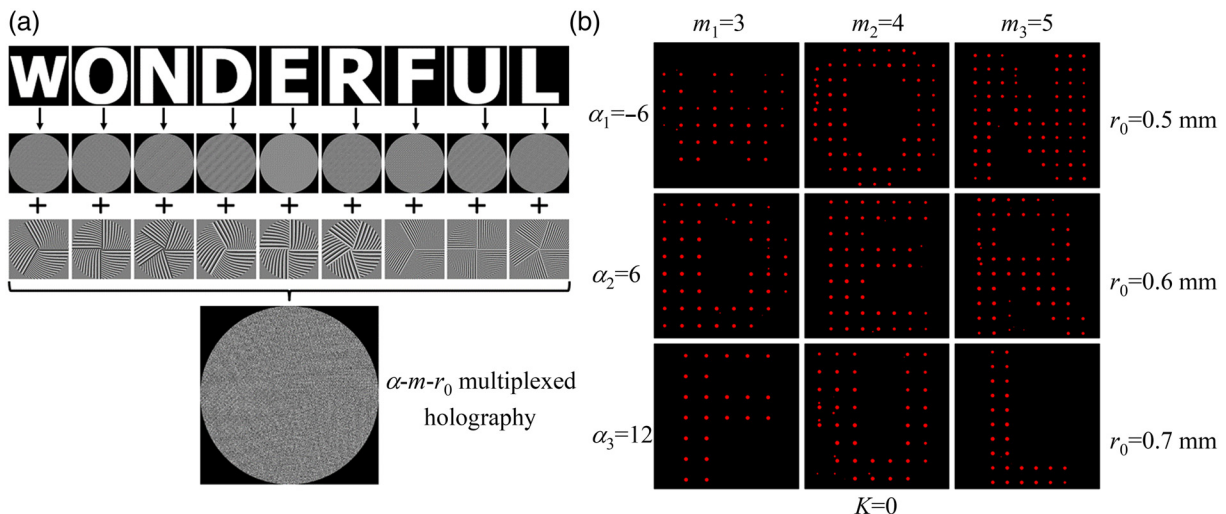 (a)
WONDERFUL
+ + + + + + + + +
α-m-r₀ multiplexed
holography
(b)
m₁=3 m₂=4 m₃=5
α₁=–6 W O N r₀=0.5 mm
α₂=6 D E R r₀=0.6 mm
α₃=12 F U L r₀=0.7 mm
K=0